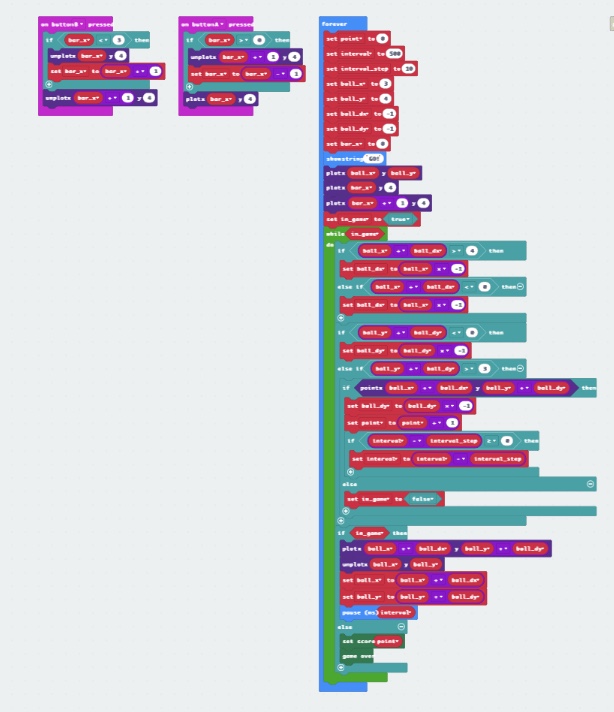 on button B pressed
if bar_x < 3 then
unplot x bar_x y 4
set bar_x to bar_x + 1
unplot x bar_x + 1 y 4
on button A pressed
if bar_x > 0 then
unplot x bar_x + 1 y 4
set bar_x to bar_x - 1
plot x bar_x y 4
forever
set point to 0
set interval to 500
set interval_step to 10
set ball_x to 3
set ball_y to 4
set ball_dx to -1
set ball_dy to -1
set bar_x to 0
show string GO!
plot x ball_x y ball_y
plot x bar_x y 4
plot x bar_x + 1 y 4
set in_game to true
while in_game
do
if ball_x + ball_dx > 4 then
set ball_dx to ball_dx x -1
else if ball_x + ball_dx < 0 then
set ball_dx to ball_dx x -1
if ball_y + ball_dy < 0 then
set ball_dy to ball_dy x -1
else if ball_y + ball_dy > 3 then
if point x ball_x + ball_dx y ball_y + ball_dy then
set ball_dy to ball_dy x -1
set point to point + 1
if interval - interval_step ≥ 0 then
set interval to interval - interval_step
else
set in_game to false
if in_game then
plot x ball_x + ball_dx y ball_y + ball_dy
unplot x ball_x y ball_y
set ball_x to ball_x + ball_dx
set ball_y to ball_y + ball_dy
pause (ms) interval
else
set score point
game over